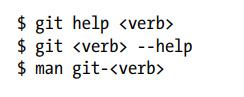 $ git help <verb>
$ git <verb> --help
$ man git-<verb>